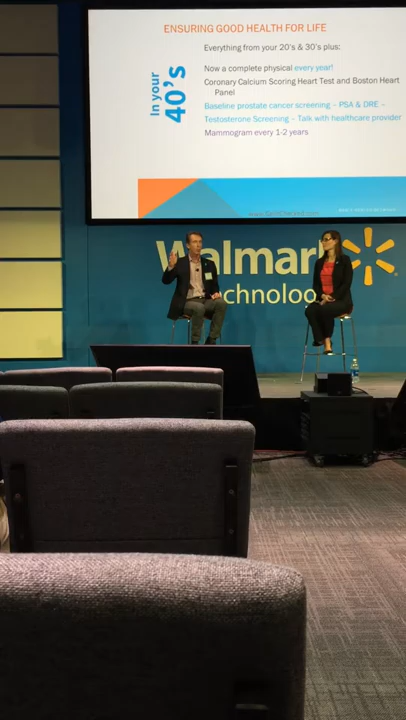 ENSURING GOOD HEALTH FOR LIFE
Everything from your 20's & 30's plus:
In your
40's
Now a complete physical every year!
Coronary Calcium Scoring Heart Test and Boston Heart
Panel
Baseline prostate cancer screening – PSA & DRE –
Testosterone Screening – Talk with healthcare provider
Mammogram every 1-2 years
Walmar
chnolo